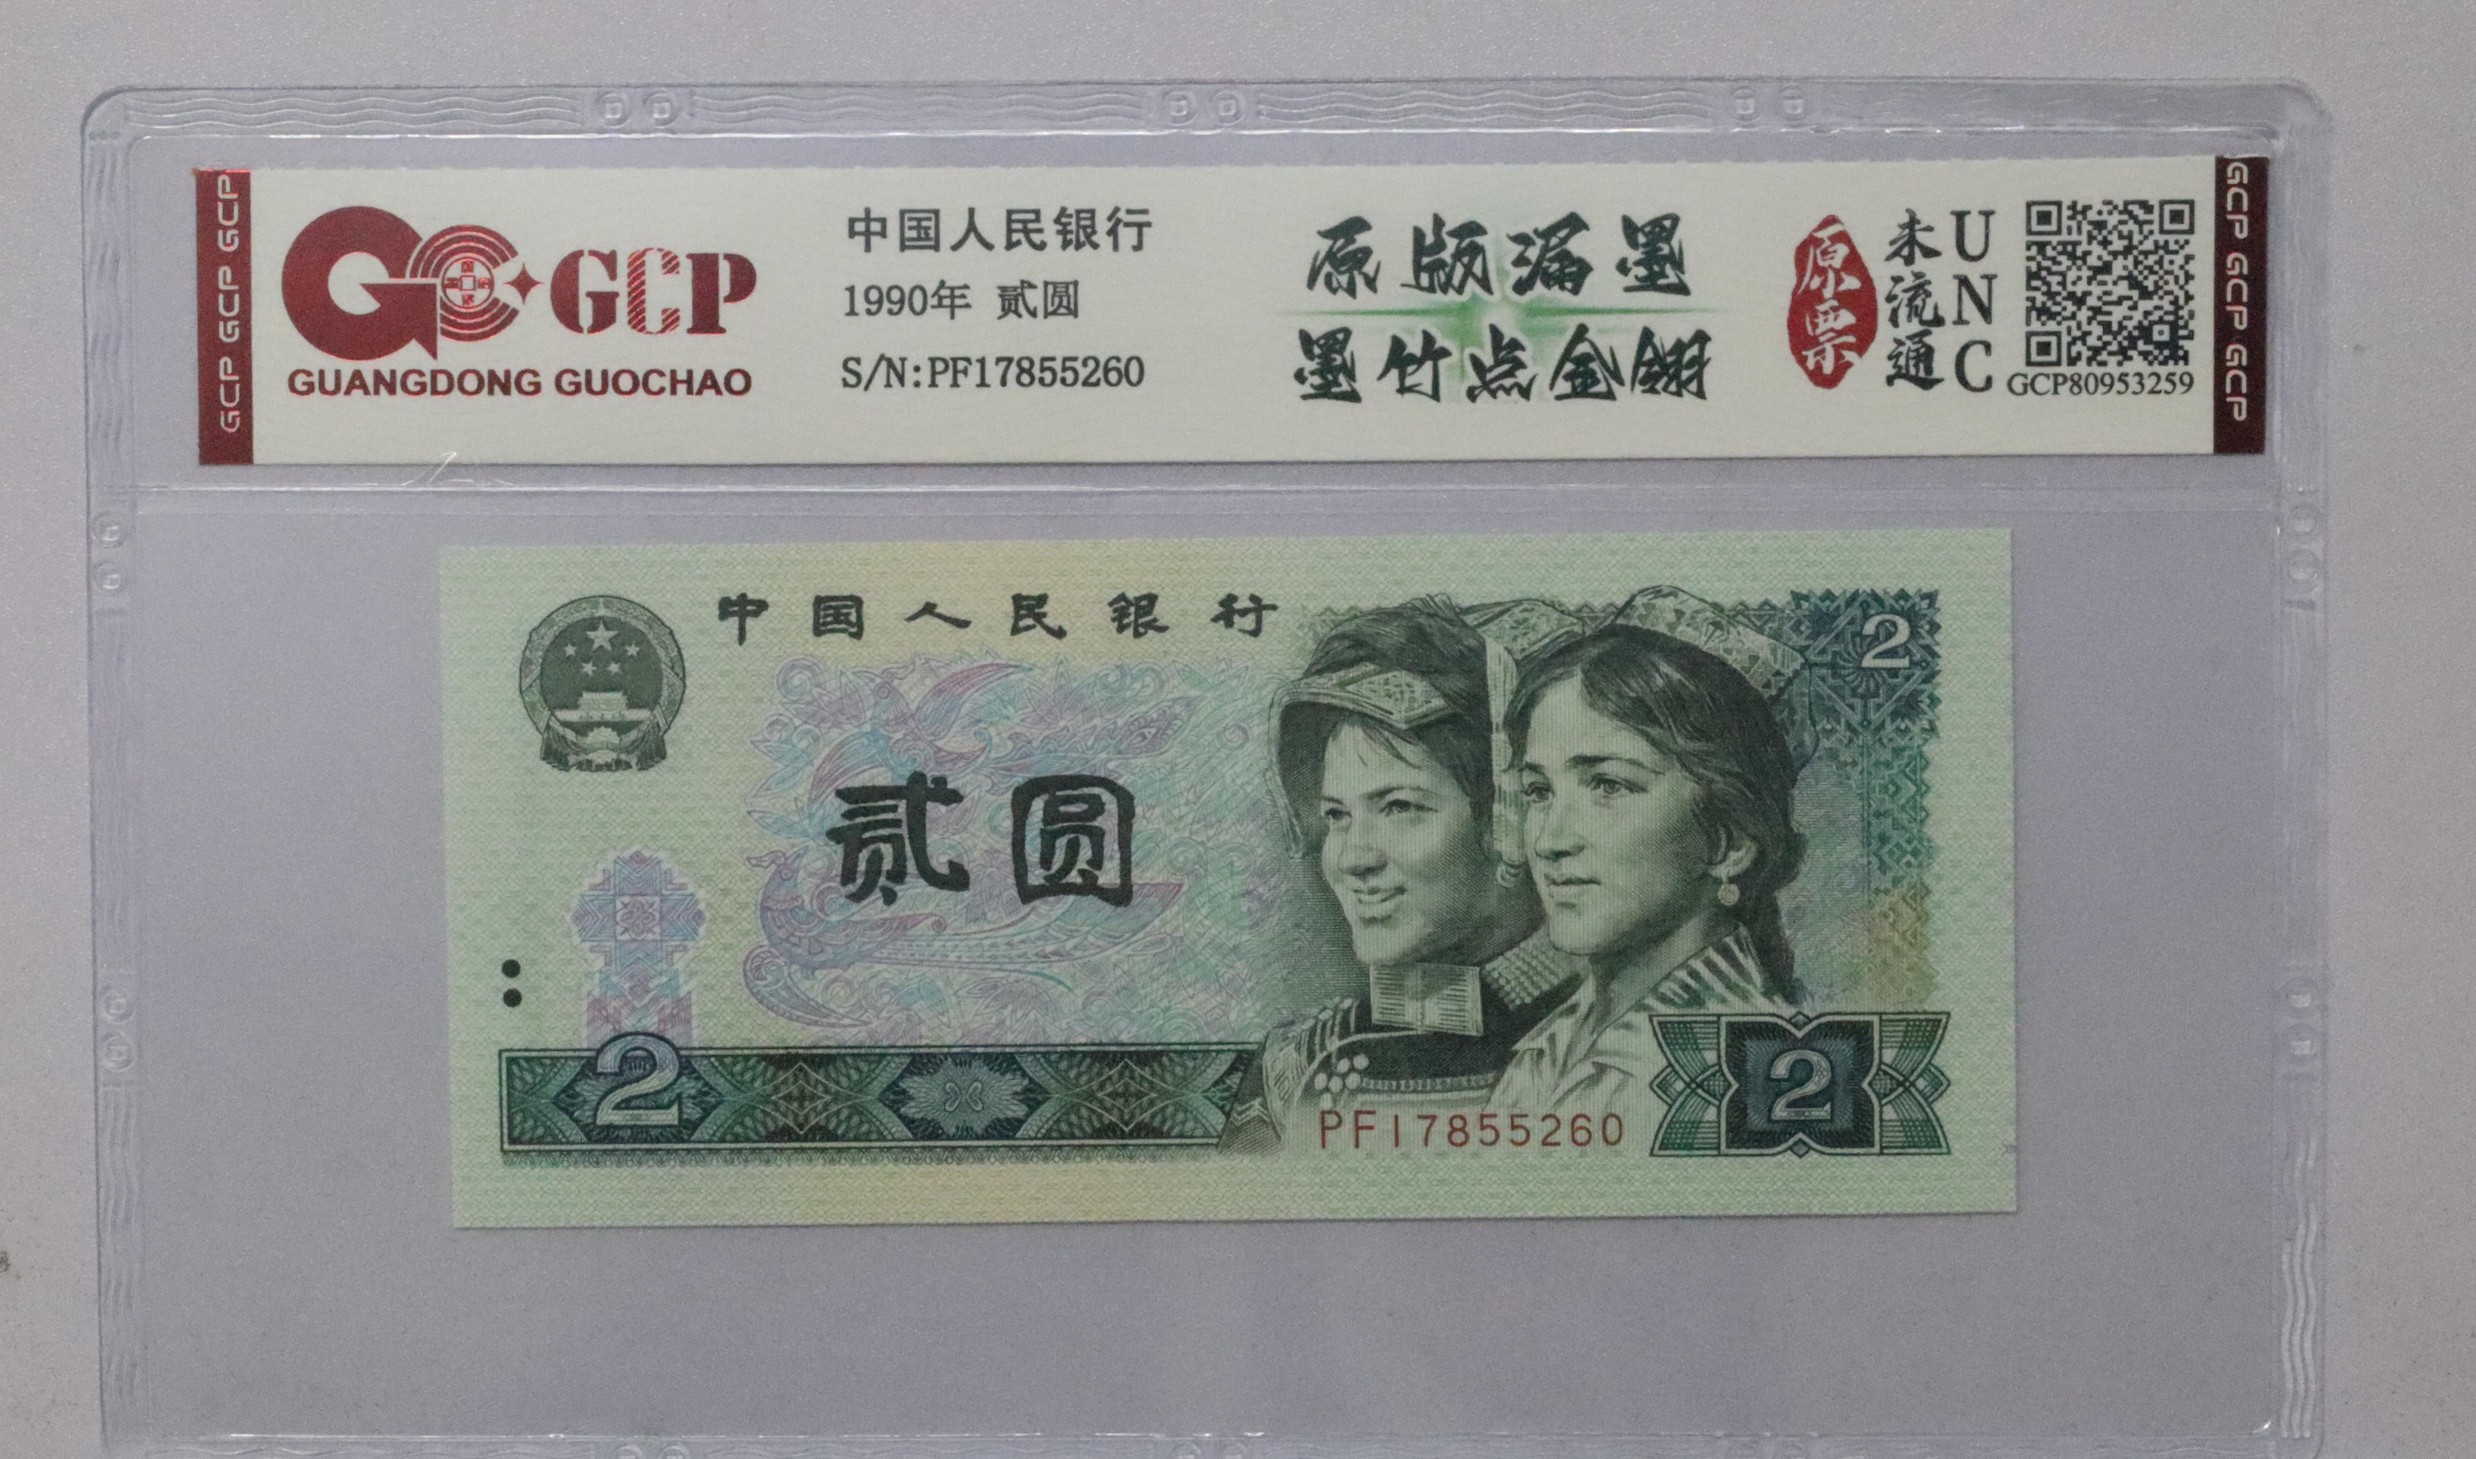 GCP GCP GCP
GCP
GUANGDONG GUOCHAO
中国人民银行
1990年 贰圆
S/N:PF17855260
原版漏墨
墨竹点金翎
原票
未流通
UNC
GCP80953259
GCP GCP GCP
中国人民银行
2
贰圆
2
PF17855260
2